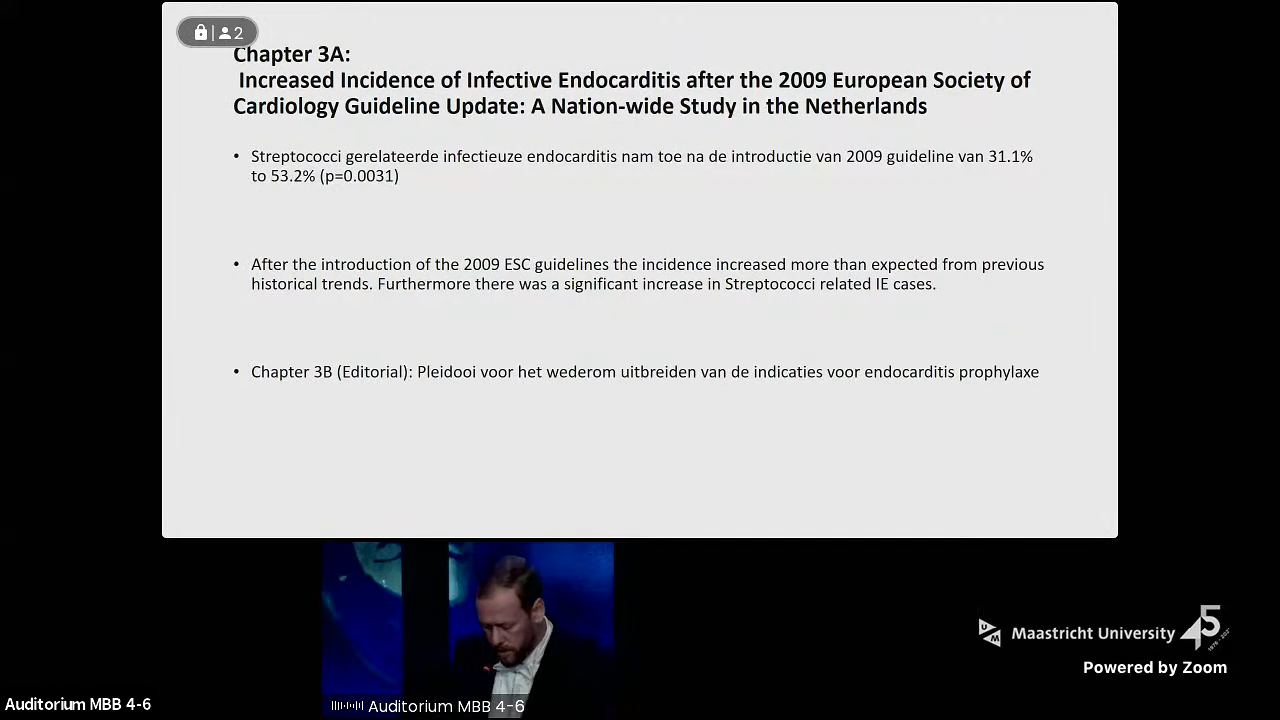 2
Chapter 3A:
Increased Incidence of Infective Endocarditis after the 2009 European Society of
Cardiology Guideline Update: A Nation-wide Study in the Netherlands
• Streptococci gerelateerde infectieuze endocarditis nam toe na de introductie van 2009 guideline van 31.1%
to 53.2% (p=0.0031)
• After the introduction of the 2009 ESC guidelines the incidence increased more than expected from previous
historical trends. Furthermore there was a significant increase in Streptococci related IE cases.
• Chapter 3B (Editorial): Pleidooi voor het wederom uitbreiden van de indicaties voor endocarditis prophylaxe
Maastricht University 45
Powered by Zoom
Auditorium MBB 4-6
Auditorium MBB 4-6